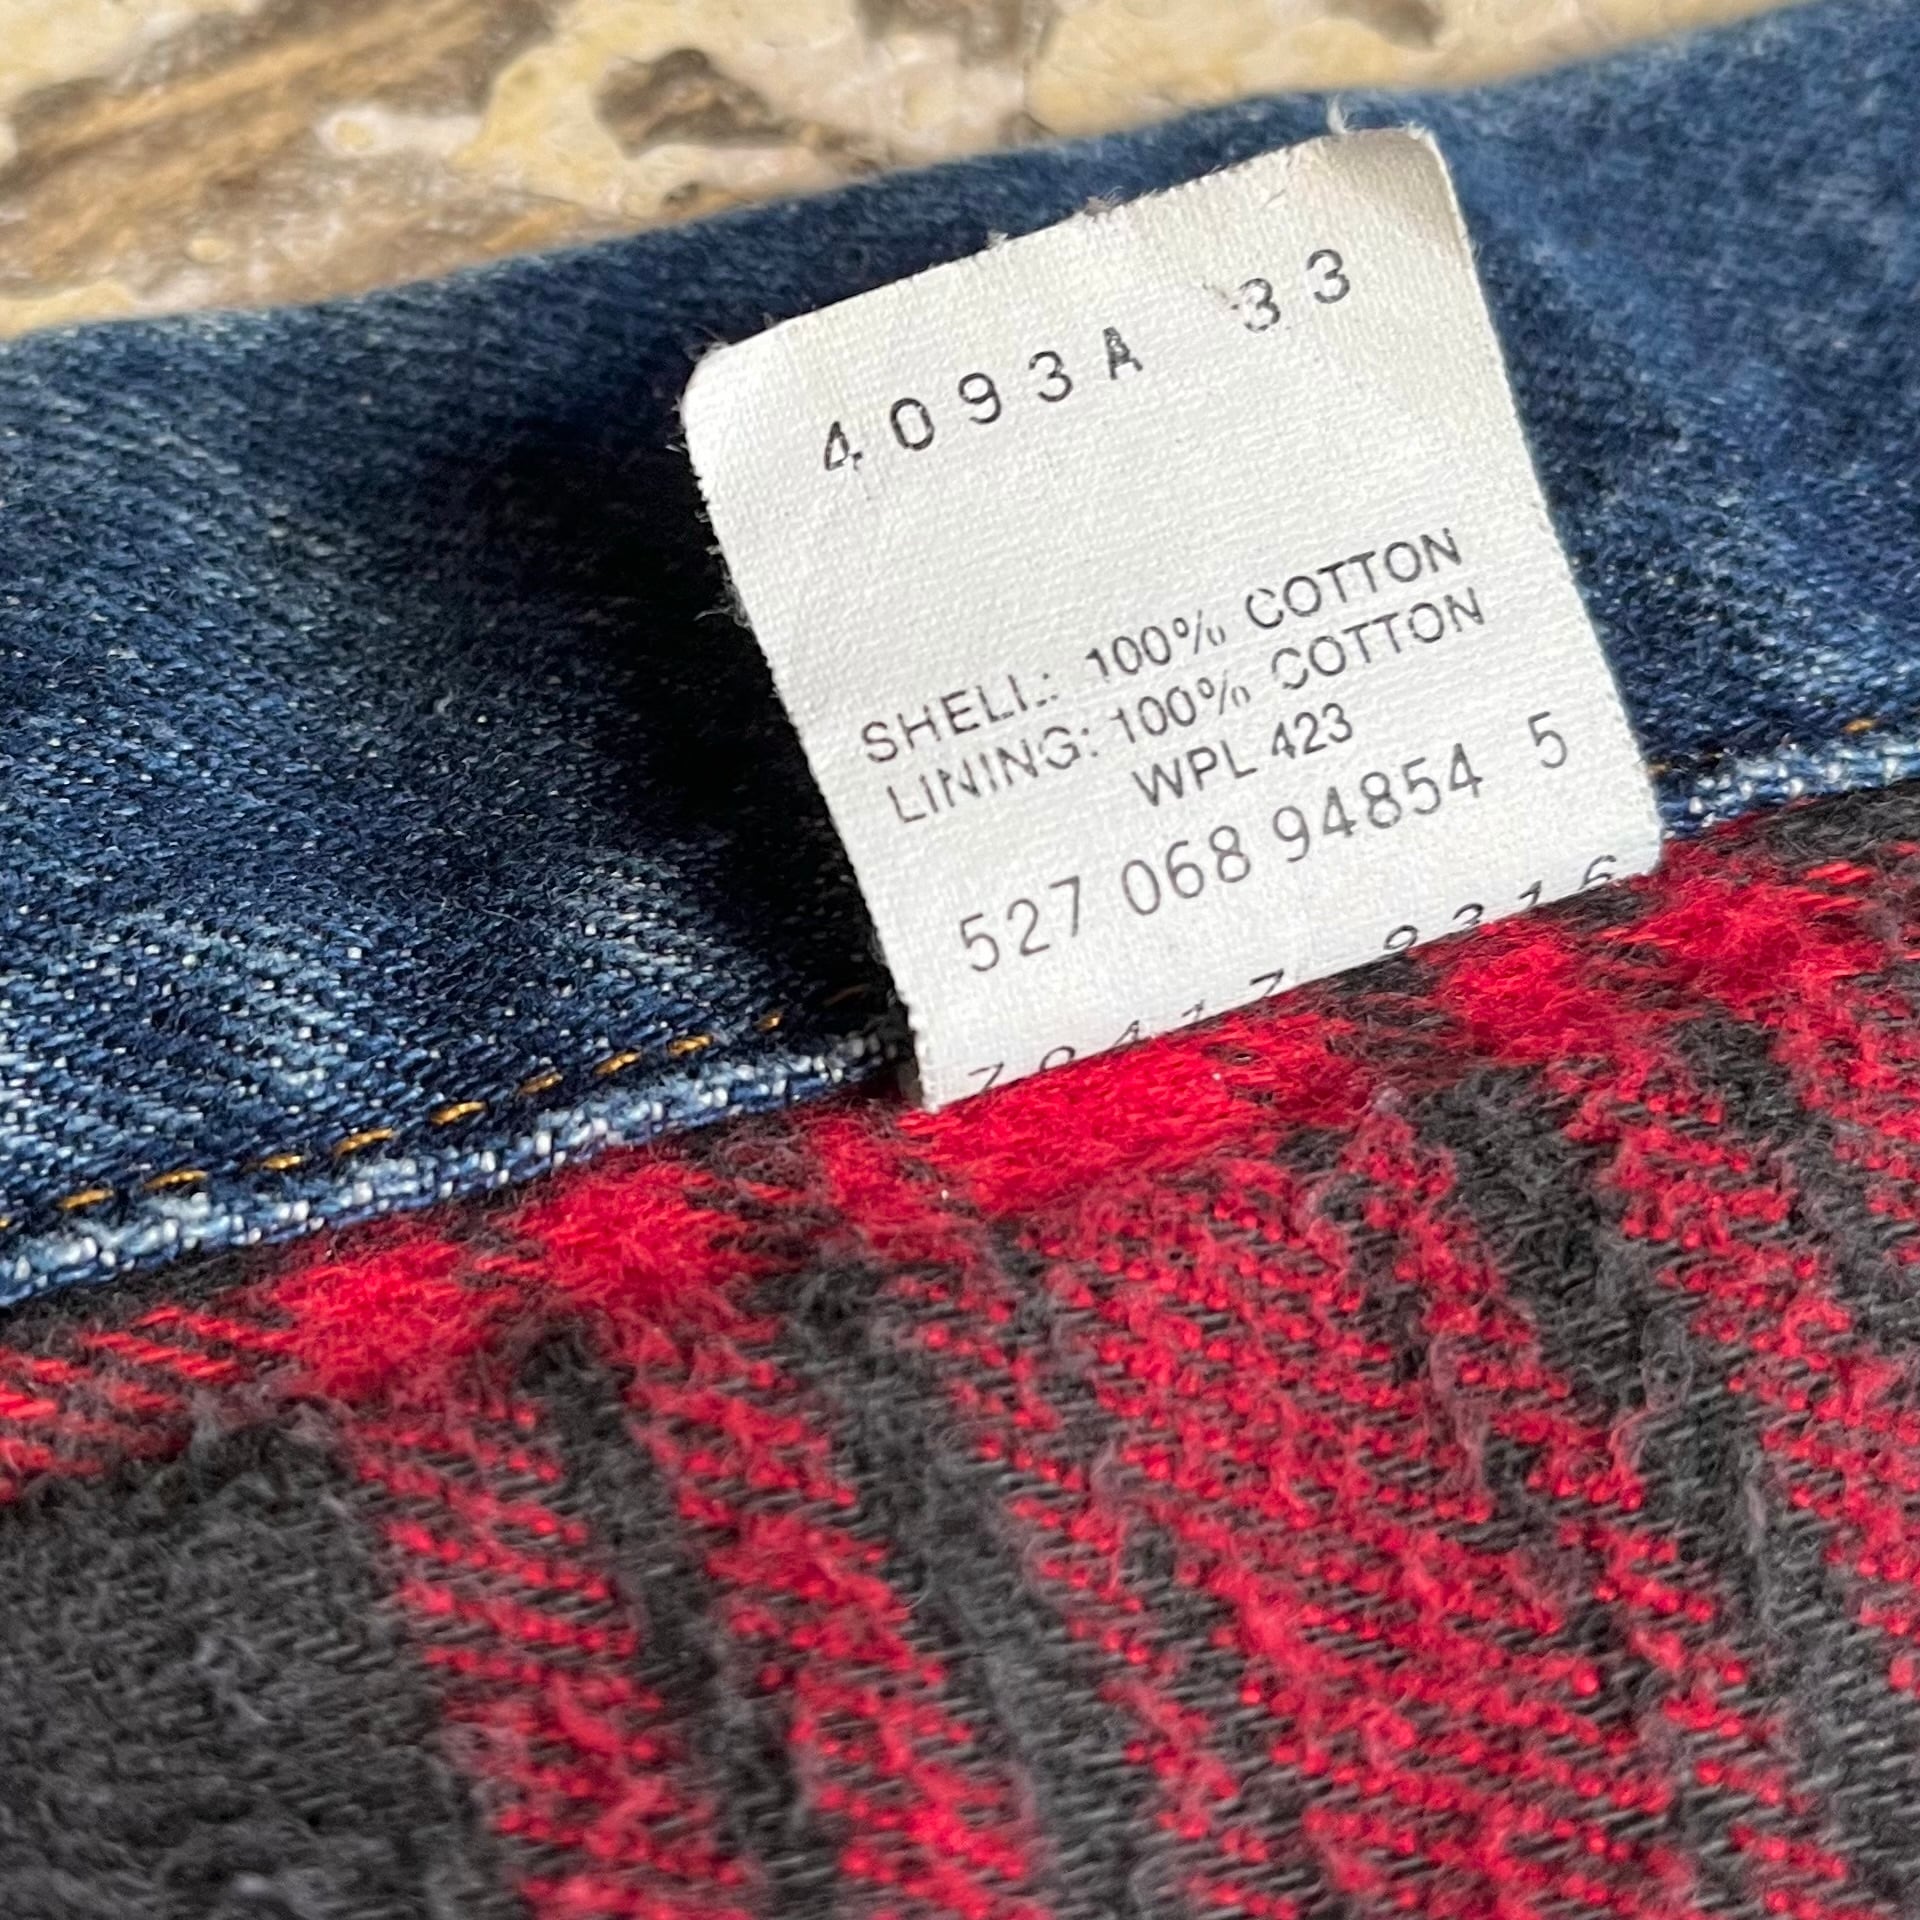 4093A 33
SHELL: 100% COTTON
LINING: 100% COTTON
WPL 423
527 068 94854 5